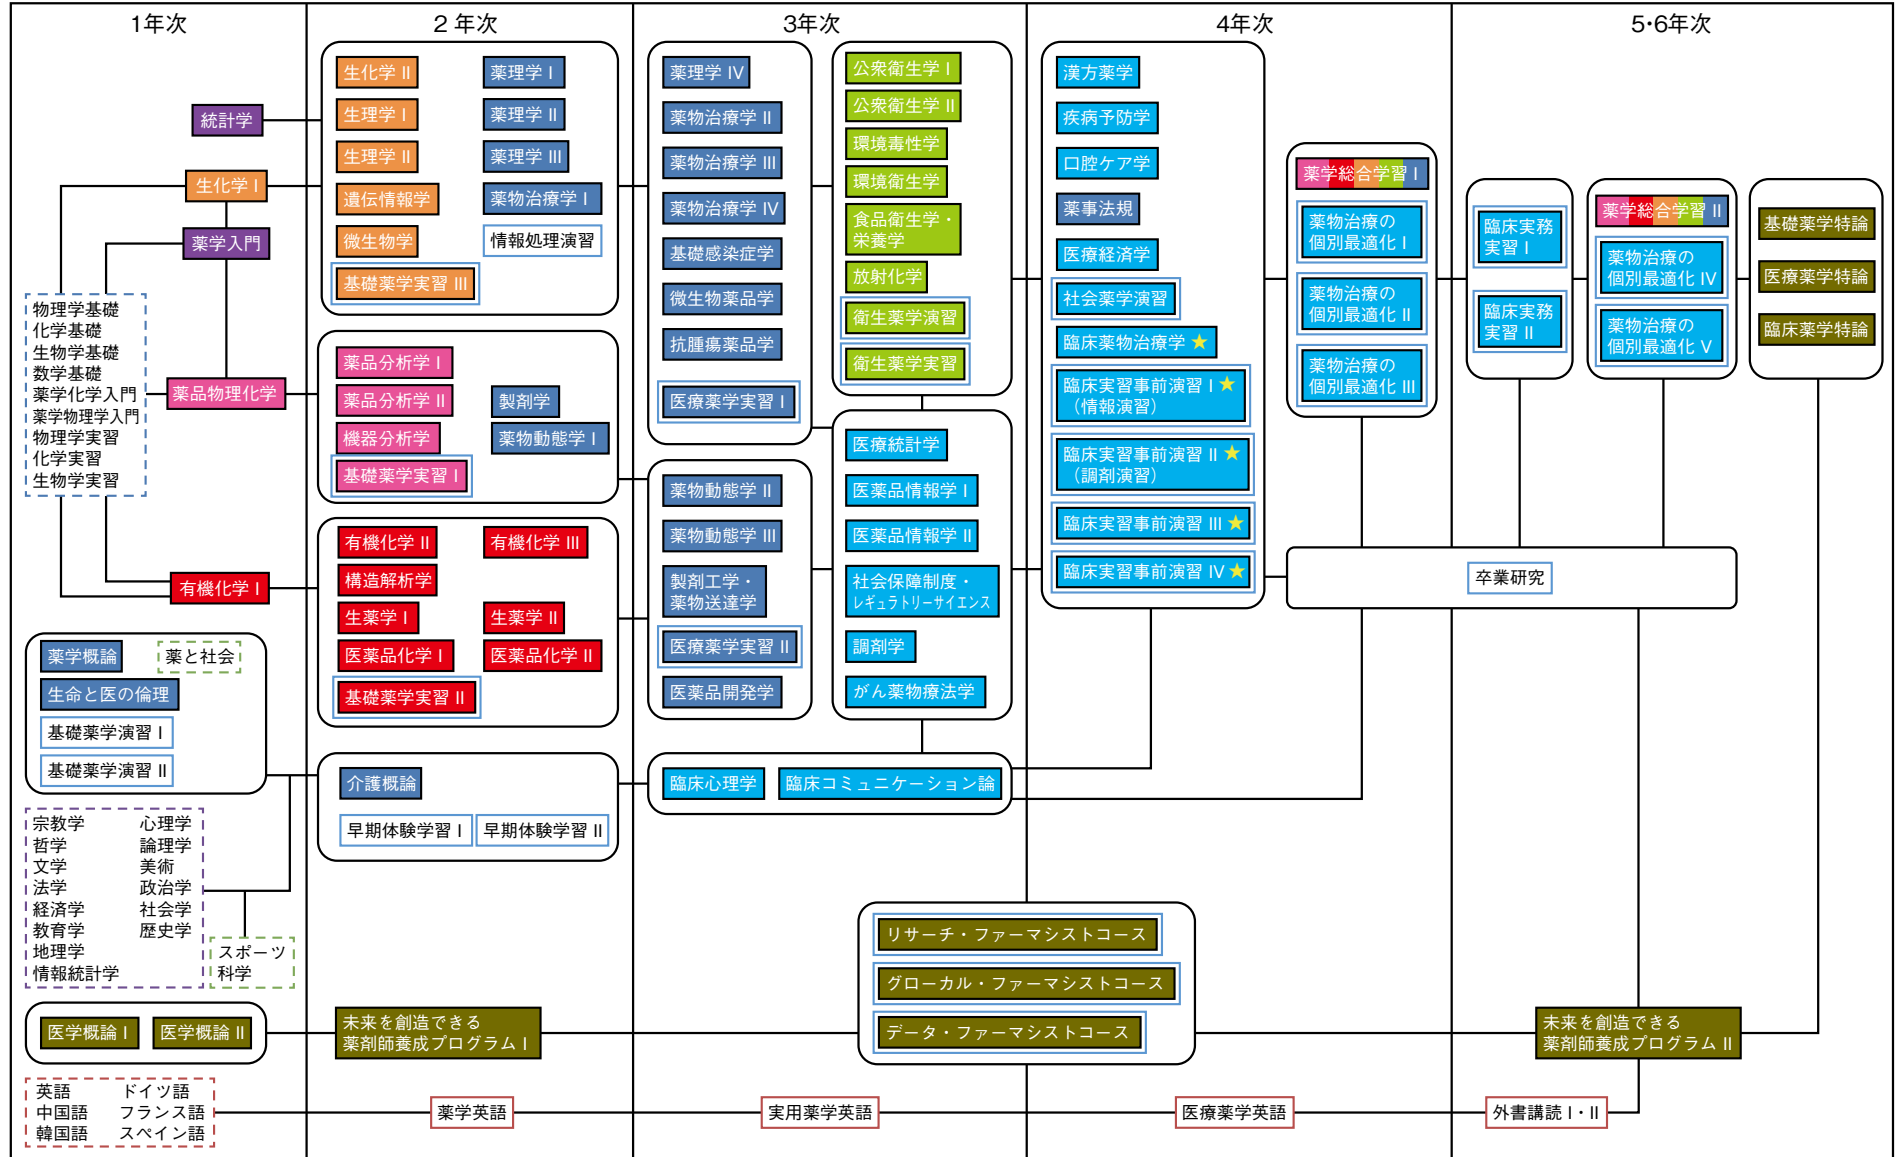 1年次
2 年次
3年次
4年次
5・6年次
統計学
生化学 I
薬学入門
物理学基礎
化学基礎
生物学基礎
数学基礎
薬学化学入門
薬学物理学入門
物理学実習
化学実習
生物学実習
薬品物理化学
有機化学 I
薬学概論
薬と社会
生命と医の倫理
基礎薬学演習 I
基礎薬学演習 II
宗教学
哲学
文学
法学
経済学
教育学
地理学
情報統計学
心理学
論理学
美術
政治学
社会学
歴史学
スポーツ
科学
医学概論 I
医学概論 II
英語
中国語
韓国語
ドイツ語
フランス語
スペイン語
生化学 II
生理学 I
生理学 II
遺伝情報学
微生物学
基礎薬学実習 III
薬理学 I
薬理学 II
薬理学 III
薬物治療学 I
情報処理演習
薬品分析学 I
薬品分析学 II
機器分析学
基礎薬学実習 I
製剤学
薬物動態学 I
有機化学 II
有機化学 III
構造解析学
生薬学 I
生薬学 II
医薬品化学 I
医薬品化学 II
基礎薬学実習 II
介護概論
早期体験学習 I
早期体験学習 II
未来を創造できる
薬剤師養成プログラム I
薬学英語
薬理学 IV
薬物治療学 II
薬物治療学 III
薬物治療学 IV
基礎感染症学
微生物薬品学
抗腫瘍薬品学
医療薬学実習 I
公衆衛生学 I
公衆衛生学 II
環境毒性学
環境衛生学
食品衛生学・
栄養学
放射化学
衛生薬学演習
衛生薬学実習
薬物動態学 II
薬物動態学 III
製剤工学・
薬物送達学
医療薬学実習 II
医薬品開発学
医療統計学
医薬品情報学 I
医薬品情報学 II
社会保障制度・
レギュラトリーサイエンス
調剤学
がん薬物療法学
臨床心理学
臨床コミュニケーション論
リサーチ・ファーマシストコース
グローカル・ファーマシストコース
データ・ファーマシストコース
実用薬学英語
漢方薬学
疾病予防学
口腔ケア学
薬事法規
医療経済学
社会薬学演習
臨床薬物治療学 ★
臨床実習事前演習 I ★
（情報演習）
臨床実習事前演習 II ★
（調剤演習）
臨床実習事前演習 III ★
臨床実習事前演習 IV ★
薬学総合学習 I
薬物治療の
個別最適化 I
薬物治療の
個別最適化 II
薬物治療の
個別最適化 III
卒業研究
医療薬学英語
臨床実務
実習 I
臨床実務
実習 II
薬学総合学習 II
薬物治療の
個別最適化 IV
薬物治療の
個別最適化 V
基礎薬学特論
医療薬学特論
臨床薬学特論
未来を創造できる
薬剤師養成プログラム II
外書講読 I・II